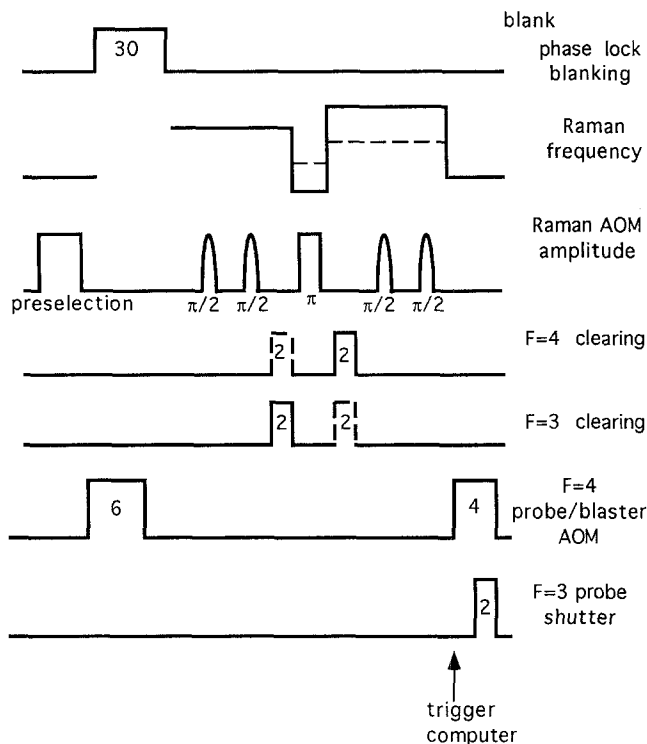 blank
30
phase lock
blanking
Raman
frequency
Raman AOM
amplitude
preselection π/2 π/2 π π/2 π/2
F=4 clearing
2 2
F=3 clearing
2 2
F=4
probe/blaster
AOM
6 4
F=3 probe
shutter
2
trigger
computer